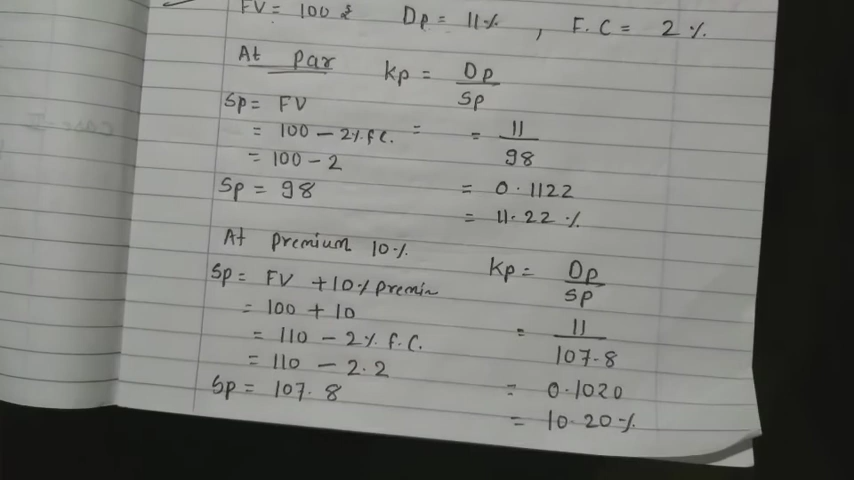 FV = 100 ₹ Dp = 11% , F.C = 2 %
At Par Kp = Dp
Sp
Sp = FV
= 100 - 2% f.c. = = 11
98
= 100 - 2
Sp = 98 = 0.1122
= 11.22 %
At premium 10%
Kp = Dp
Sp
Sp = FV + 10% Premin
= 100 + 10
= 110 - 2% f.C. = 11
107.8
= 110 - 2.2
Sp = 107.8 = 0.1020
= 10.20%